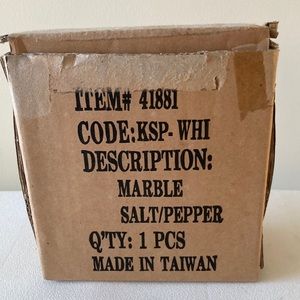 ITEM# 41881
CODE:KSP- WHI
DESCRIPTION:
MARBLE
SALT/PEPPER
Q'TY: 1 PCS
MADE IN TAIWAN